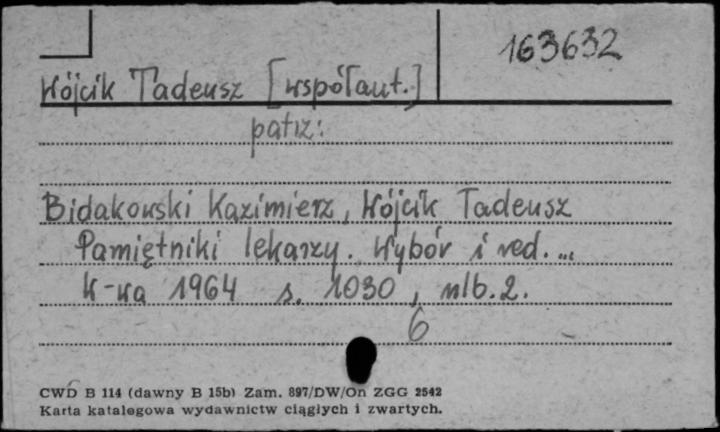 163632
Wójcik Tadeusz [współaut.]
patrz:
Bidakowski Kazimierz, Wójcik Tadeusz
Pamiętniki lekarzy. Wybór i red. ...
W-wa 1964 s. 1030, nlb. 2.
6
CWD B 114 (dawny B 15b) Zam. 897/DW/On ZGG 2542
Karta katalogowa wydawnictw ciągłych i zwartych.